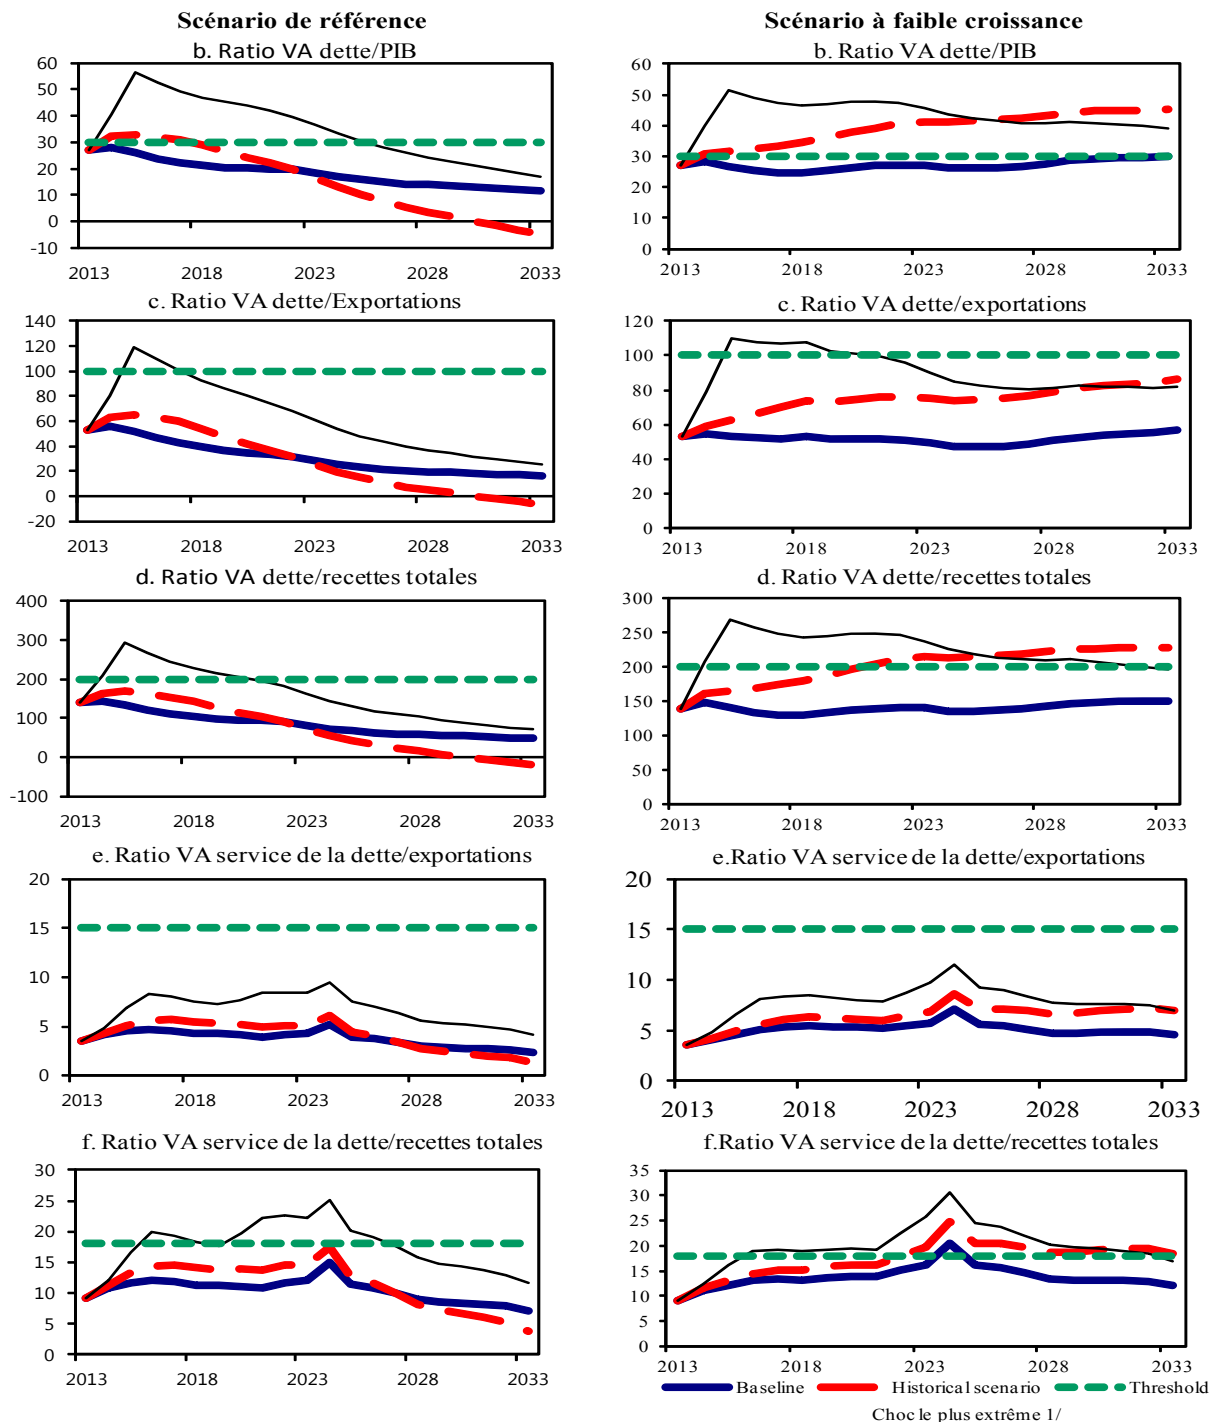 Scénario de référence
b. Ratio VA dette/PIB
60
50
40
30
20
10
0
-10
2013 2018 2023 2028 2033
c. Ratio VA dette/Exportations
140
120
100
80
60
40
20
0
-20
2013 2018 2023 2028 2033
d. Ratio VA dette/recettes totales
400
300
200
100
0
-100
2013 2018 2023 2028 2033
e. Ratio VA service de la dette/exportations
20
15
10
5
0
2013 2018 2023 2028 2033
f. Ratio VA service de la dette/recettes totales
30
25
20
15
10
5
0
2013 2018 2023 2028 2033
Scénario à faible croissance
b. Ratio VA dette/PIB
60
50
40
30
20
10
0
2013 2018 2023 2028 2033
c. Ratio VA dette/exportations
120
100
80
60
40
20
0
2013 2018 2023 2028 2033
d. Ratio VA dette/recettes totales
300
250
200
150
100
50
0
2013 2018 2023 2028 2033
e.Ratio VA service de la dette/exportations
20
15
10
5
0
2013 2018 2023 2028 2033
f.Ratio VA service de la dette/recettes totales
35
30
25
20
15
10
5
0
2013 2018 2023 2028 2033
Baseline Historical scenario Threshold
Choc le plus extrême 1/